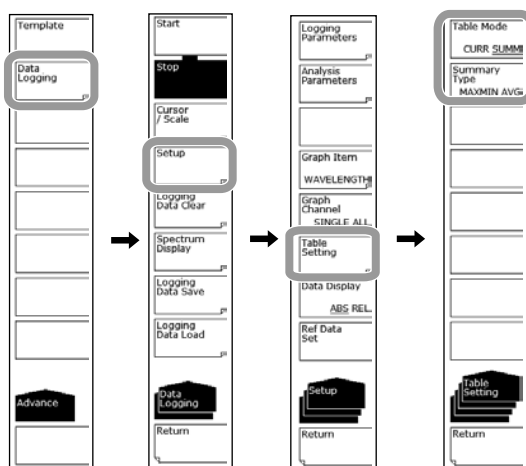 Template
Data
Logging
Advance
Start
Stop
Cursor
/ Scale
Setup
Logging
Data Clear
Spectrum
Display
Logging
Data Save
Logging
Data Load
Data
Logging
Return
Logging
Parameters
Analysis
Parameters
Graph Item
WAVELENGTH
Graph
Channel
SINGLE ALL
Table
Setting
Data Display
ABS REL
Ref Data
Set
Setup
Return
Table Mode
CURR SUMM
Summary
Type
MAXMIN AVG
Table
Setting
Return